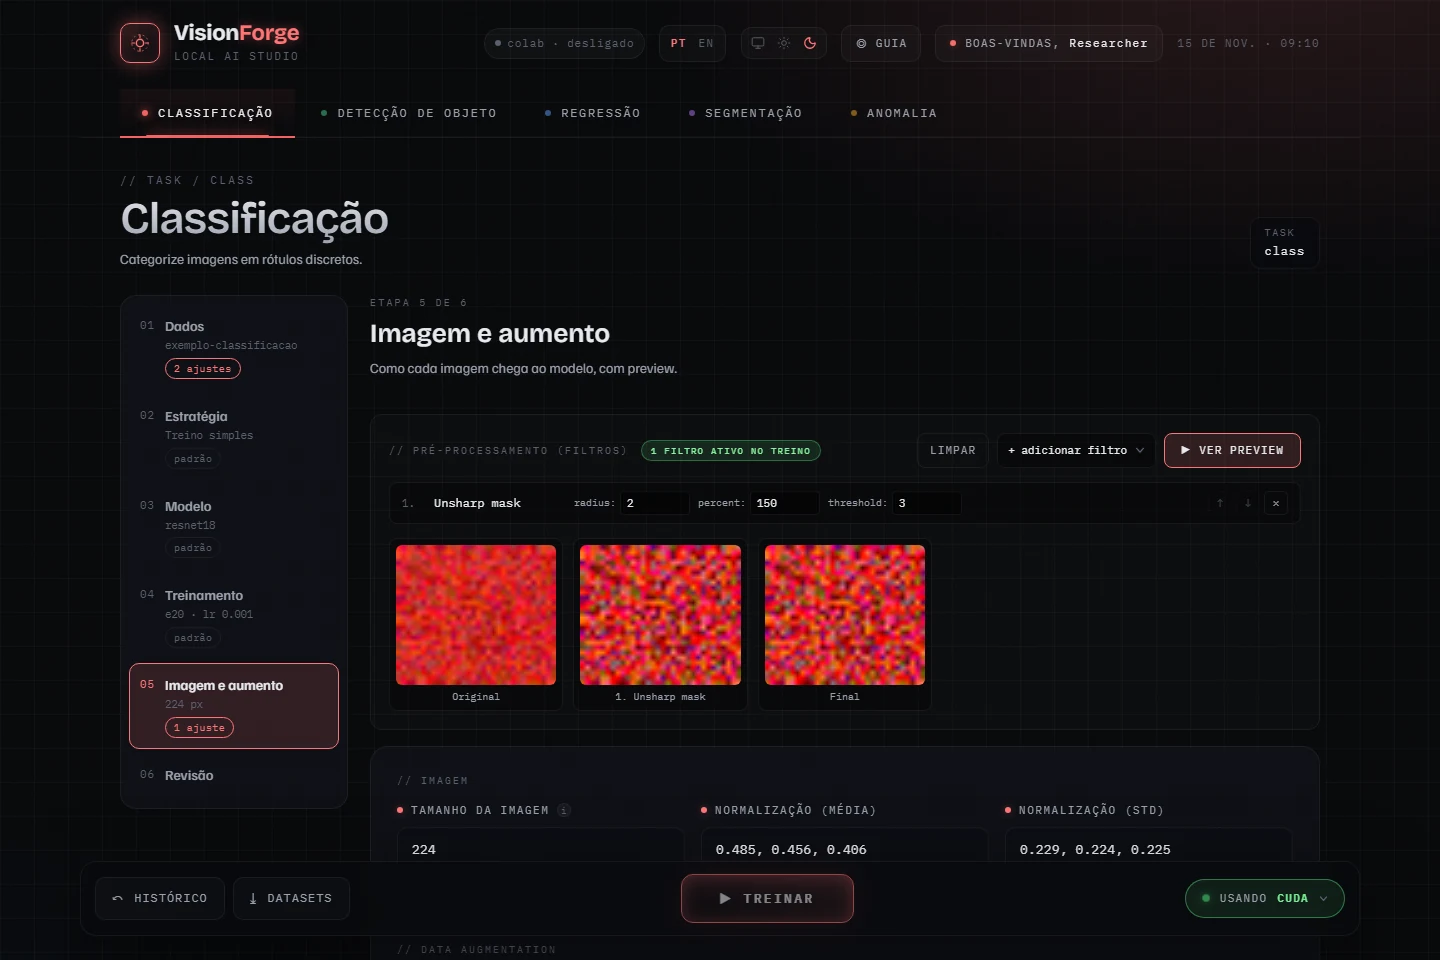 VisionForge
LOCAL AI STUDIO
colab · desligado
PT EN
GUIA
BOAS-VINDAS, Researcher
15 DE NOV. · 09:10
CLASSIFICAÇÃO
DETECÇÃO DE OBJETO
REGRESSÃO
SEGMENTAÇÃO
ANOMALIA
// TASK / CLASS
Classificação
Categorize imagens em rótulos discretos.
TASK
class
01 Dados
exemplo-classificacao
2 ajustes
02 Estratégia
Treino simples
padrão
03 Modelo
resnet18
padrão
04 Treinamento
e20 · lr 0.001
padrão
05 Imagem e aumento
224 px
1 ajuste
06 Revisão
ETAPA 5 DE 6
Imagem e aumento
Como cada imagem chega ao modelo, com preview.
// PRÉ-PROCESSAMENTO (FILTROS) 1 FILTRO ATIVO NO TREINO
LIMPAR
+ adicionar filtro
▶ VER PREVIEW
1. Unsharp mask radius: 2 percent: 150 threshold: 3 ↑ ↓ ×
Original
1. Unsharp mask
Final
// IMAGEM
TAMANHO DA IMAGEM i
NORMALIZAÇÃO (MÉDIA)
NORMALIZAÇÃO (STD)
224
0.485, 0.456, 0.406
0.229, 0.224, 0.225
HISTÓRICO
DATASETS
▶ TREINAR
USANDO CUDA
// DATA AUGMENTATION